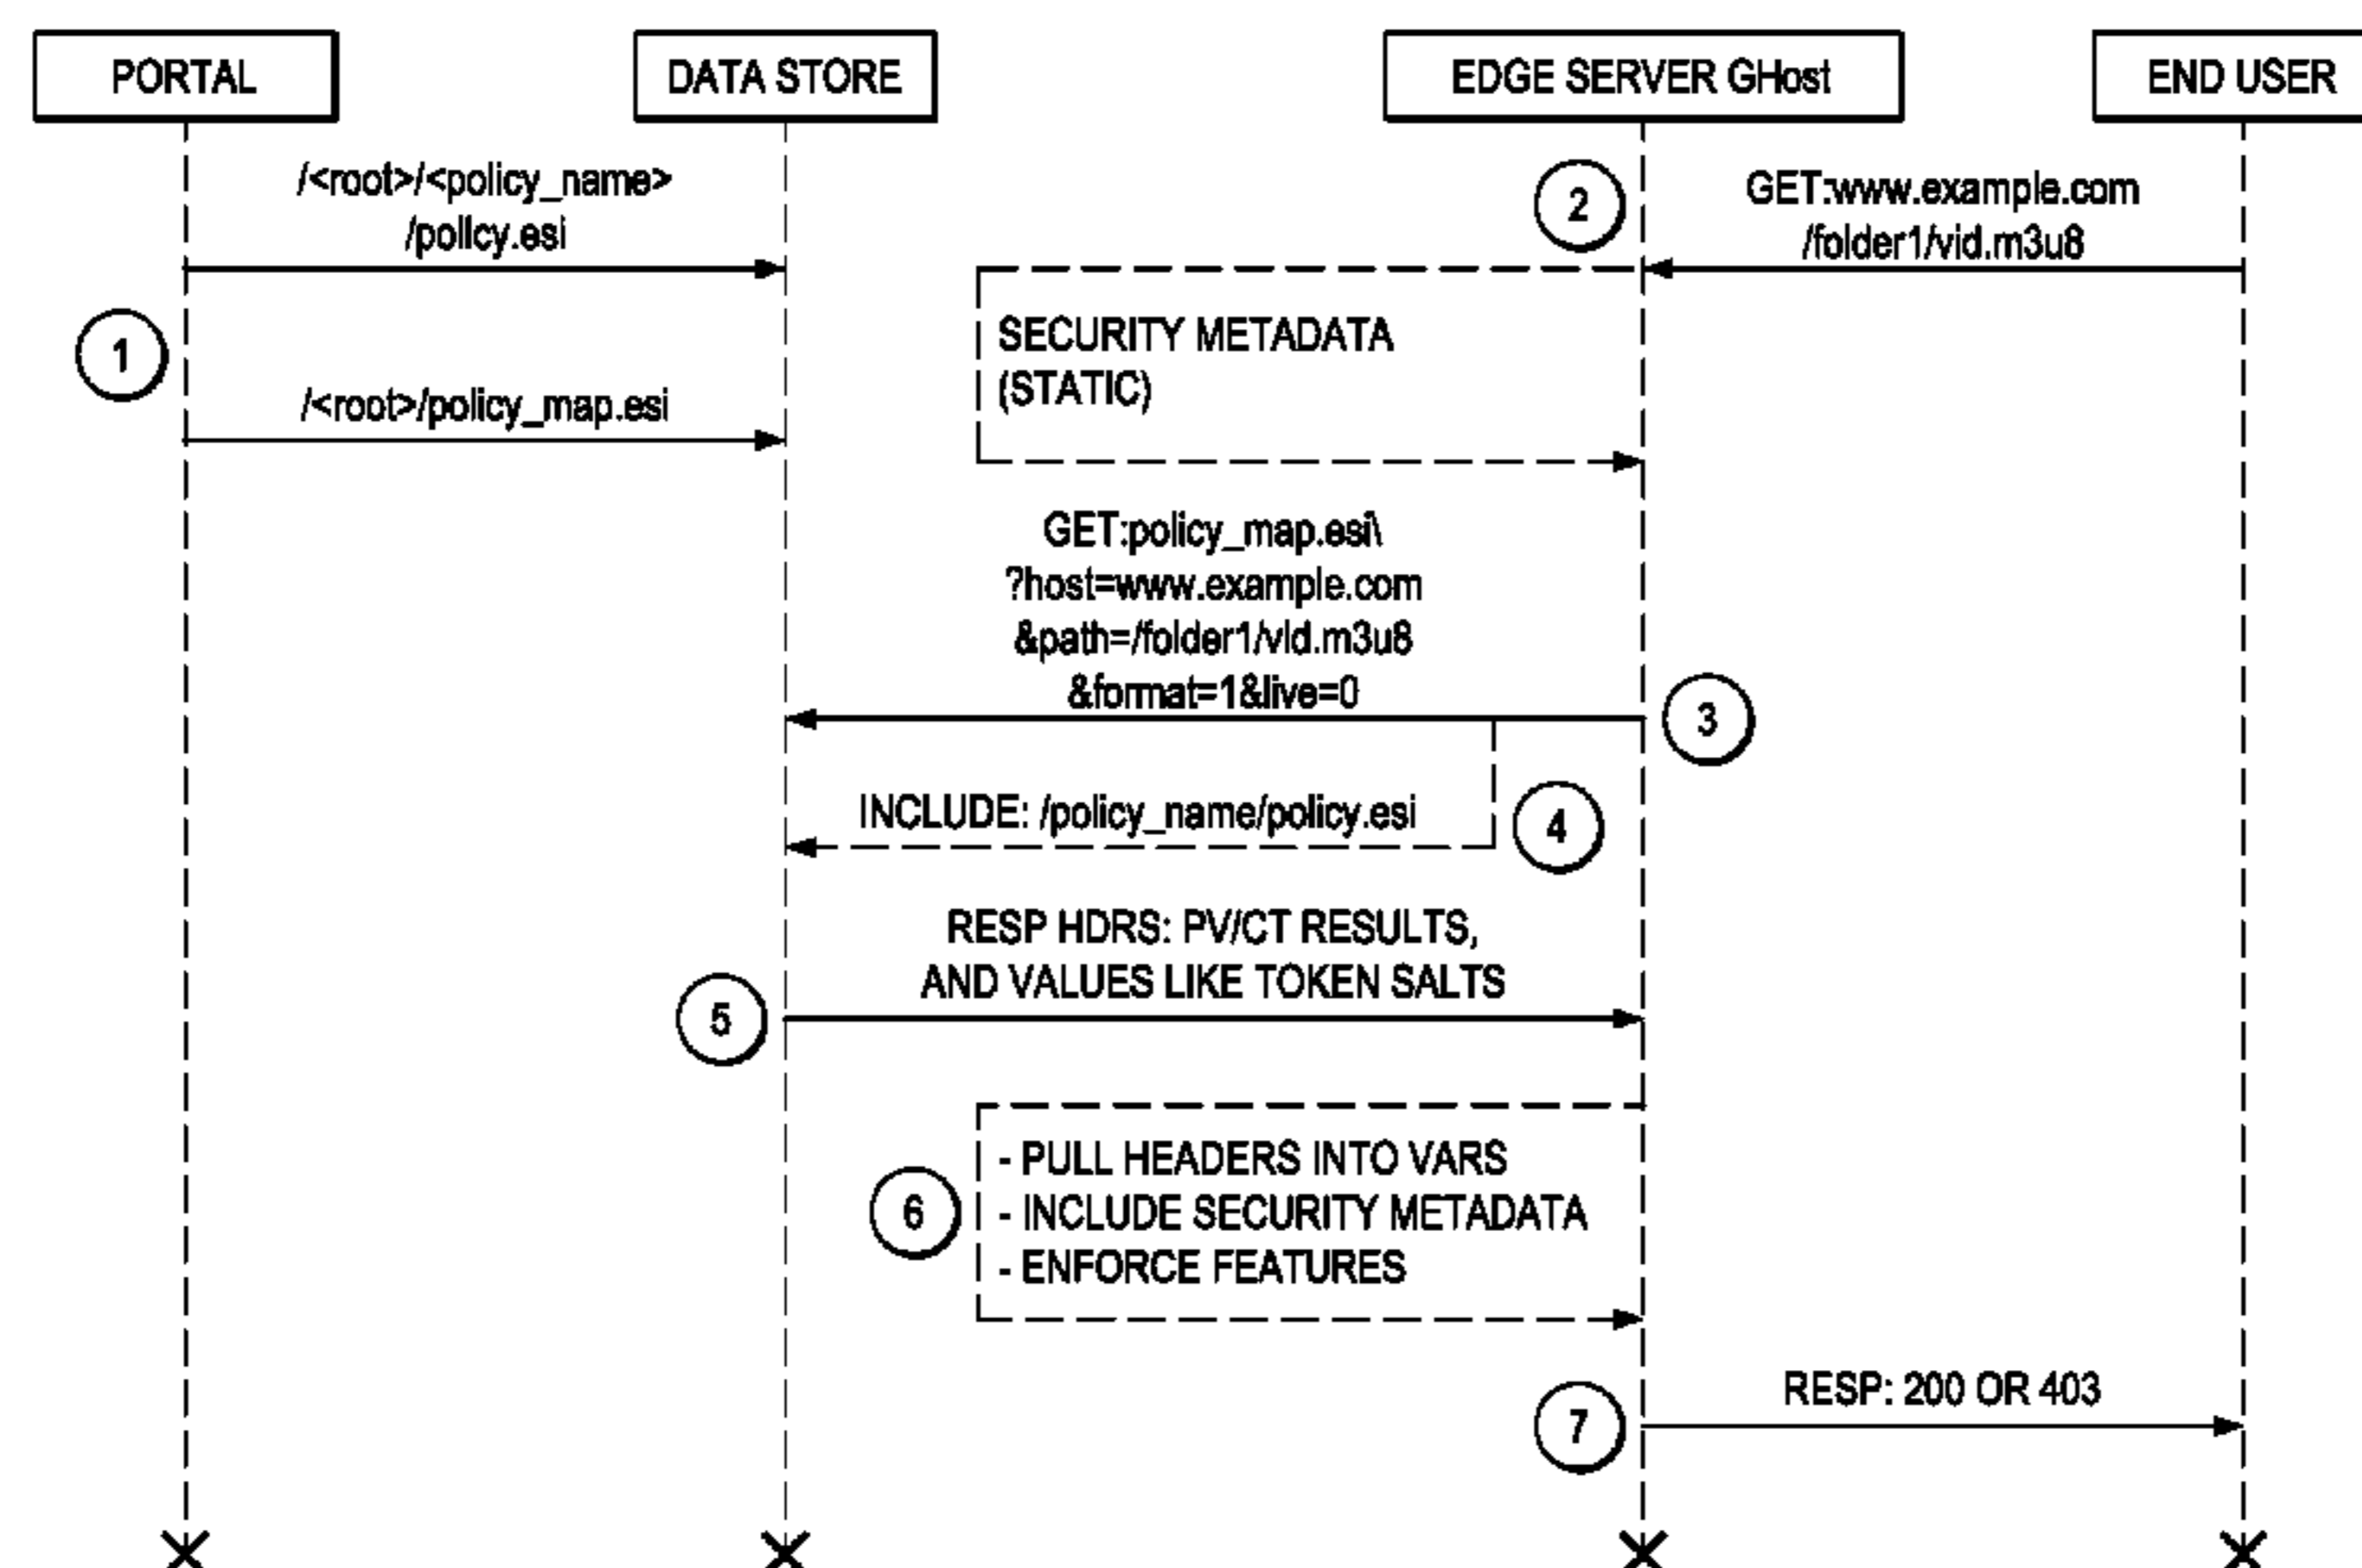 PORTAL
DATA STORE
EDGE SERVER GHost
END USER
/<root>/<policy_name>
/policy.esi
1
/<root>/policy_map.esi
2
GET:www.example.com
/folder1/vid.m3u8
SECURITY METADATA
(STATIC)
GET:policy_map.esi\
?host=www.example.com
&path=/folder1/vid.m3u8
&format=1&live=0
3
INCLUDE: /policy_name/policy.esi
4
RESP HDRS: PV/CT RESULTS,
AND VALUES LIKE TOKEN SALTS
5
6
- PULL HEADERS INTO VARS
- INCLUDE SECURITY METADATA
- ENFORCE FEATURES
7
RESP: 200 OR 403